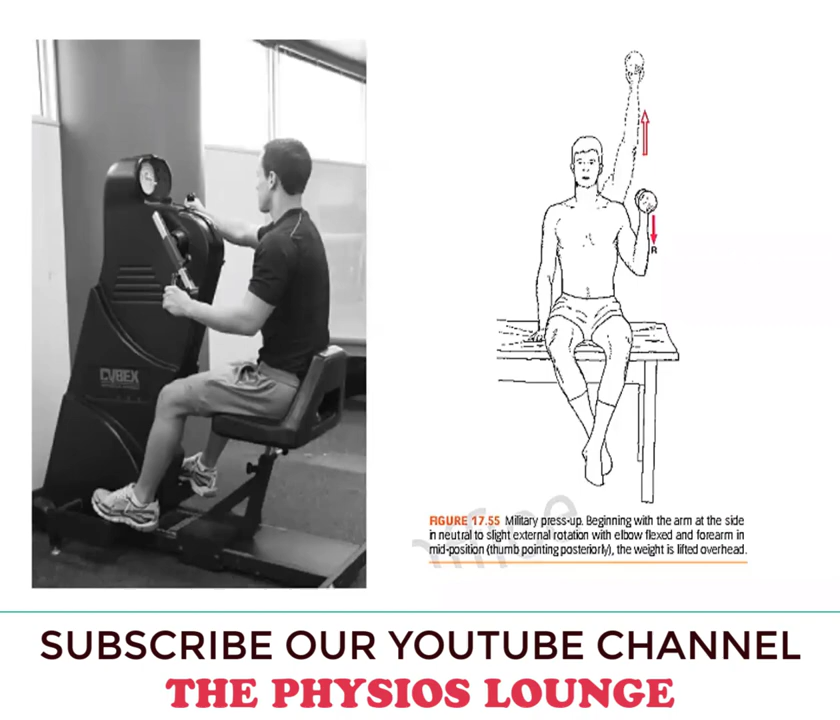 CYBEX
R
FIGURE 17.55 Military press-up. Beginning with the arm at the side
in neutral to slight external rotation with elbow flexed and forearm in
mid-position (thumb pointing posteriorly), the weight is lifted overhead.
SUBSCRIBE OUR YOUTUBE CHANNEL
THE PHYSIOS LOUNGE